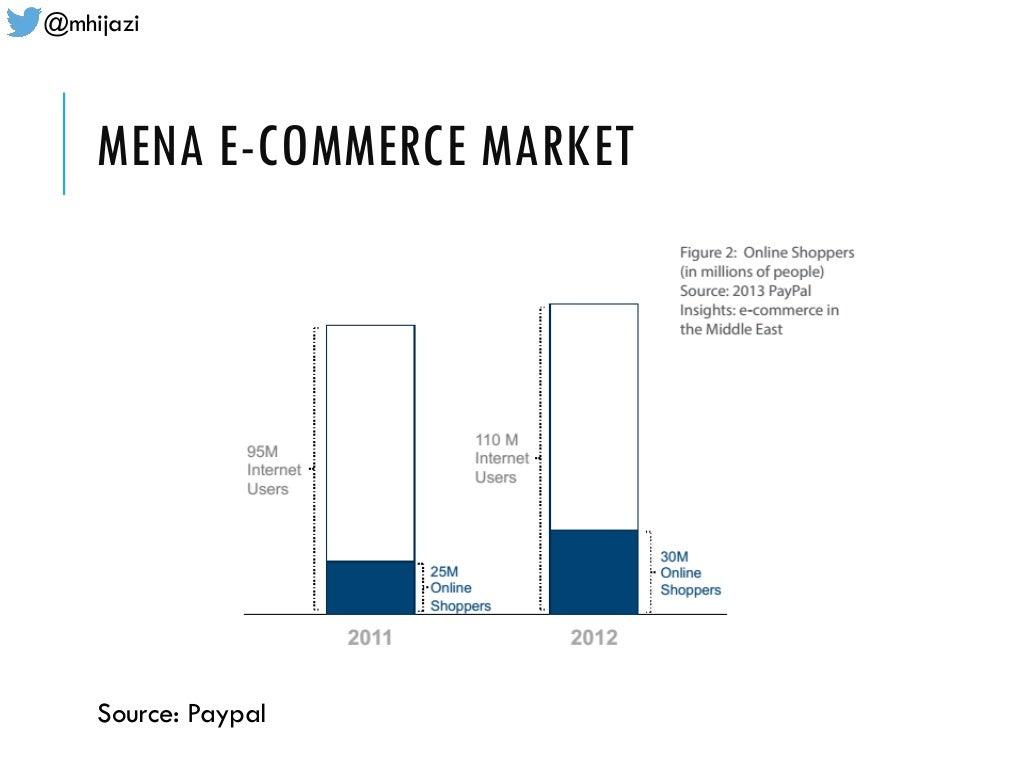 @mhijazi
MENA E-COMMERCE MARKET
Figure 2:  Online Shoppers
(in millions of people)
Source: 2013 PayPal
Insights: e-commerce in
the Middle East
95M
Internet
Users
25M
Online
Shoppers
110 M
Internet
Users
30M
Online
Shoppers
2011
2012
Source: Paypal